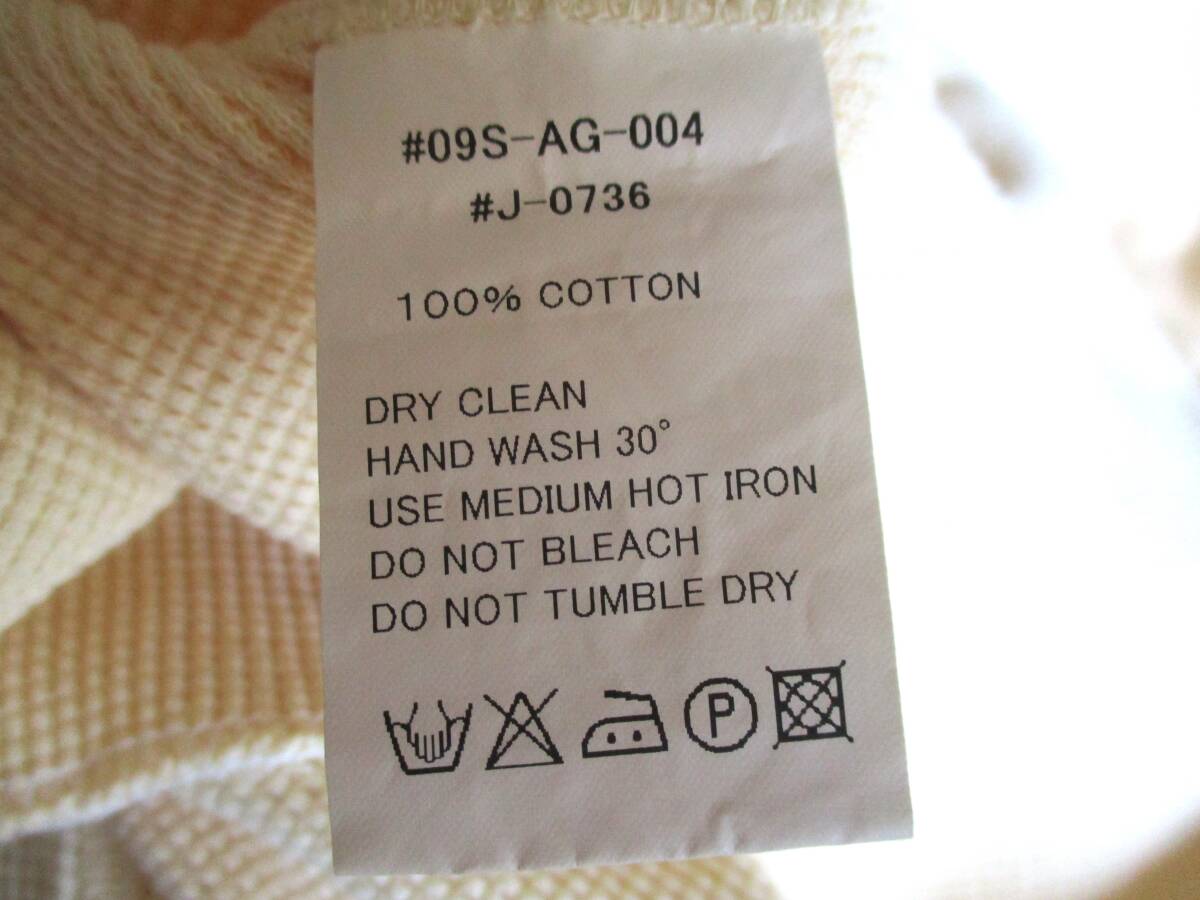 #09S-AG-004
#J-0736
100% COTTON
DRY CLEAN
HAND WASH 30°
USE MEDIUM HOT IRON
DO NOT BLEACH
DO NOT TUMBLE DRY
P